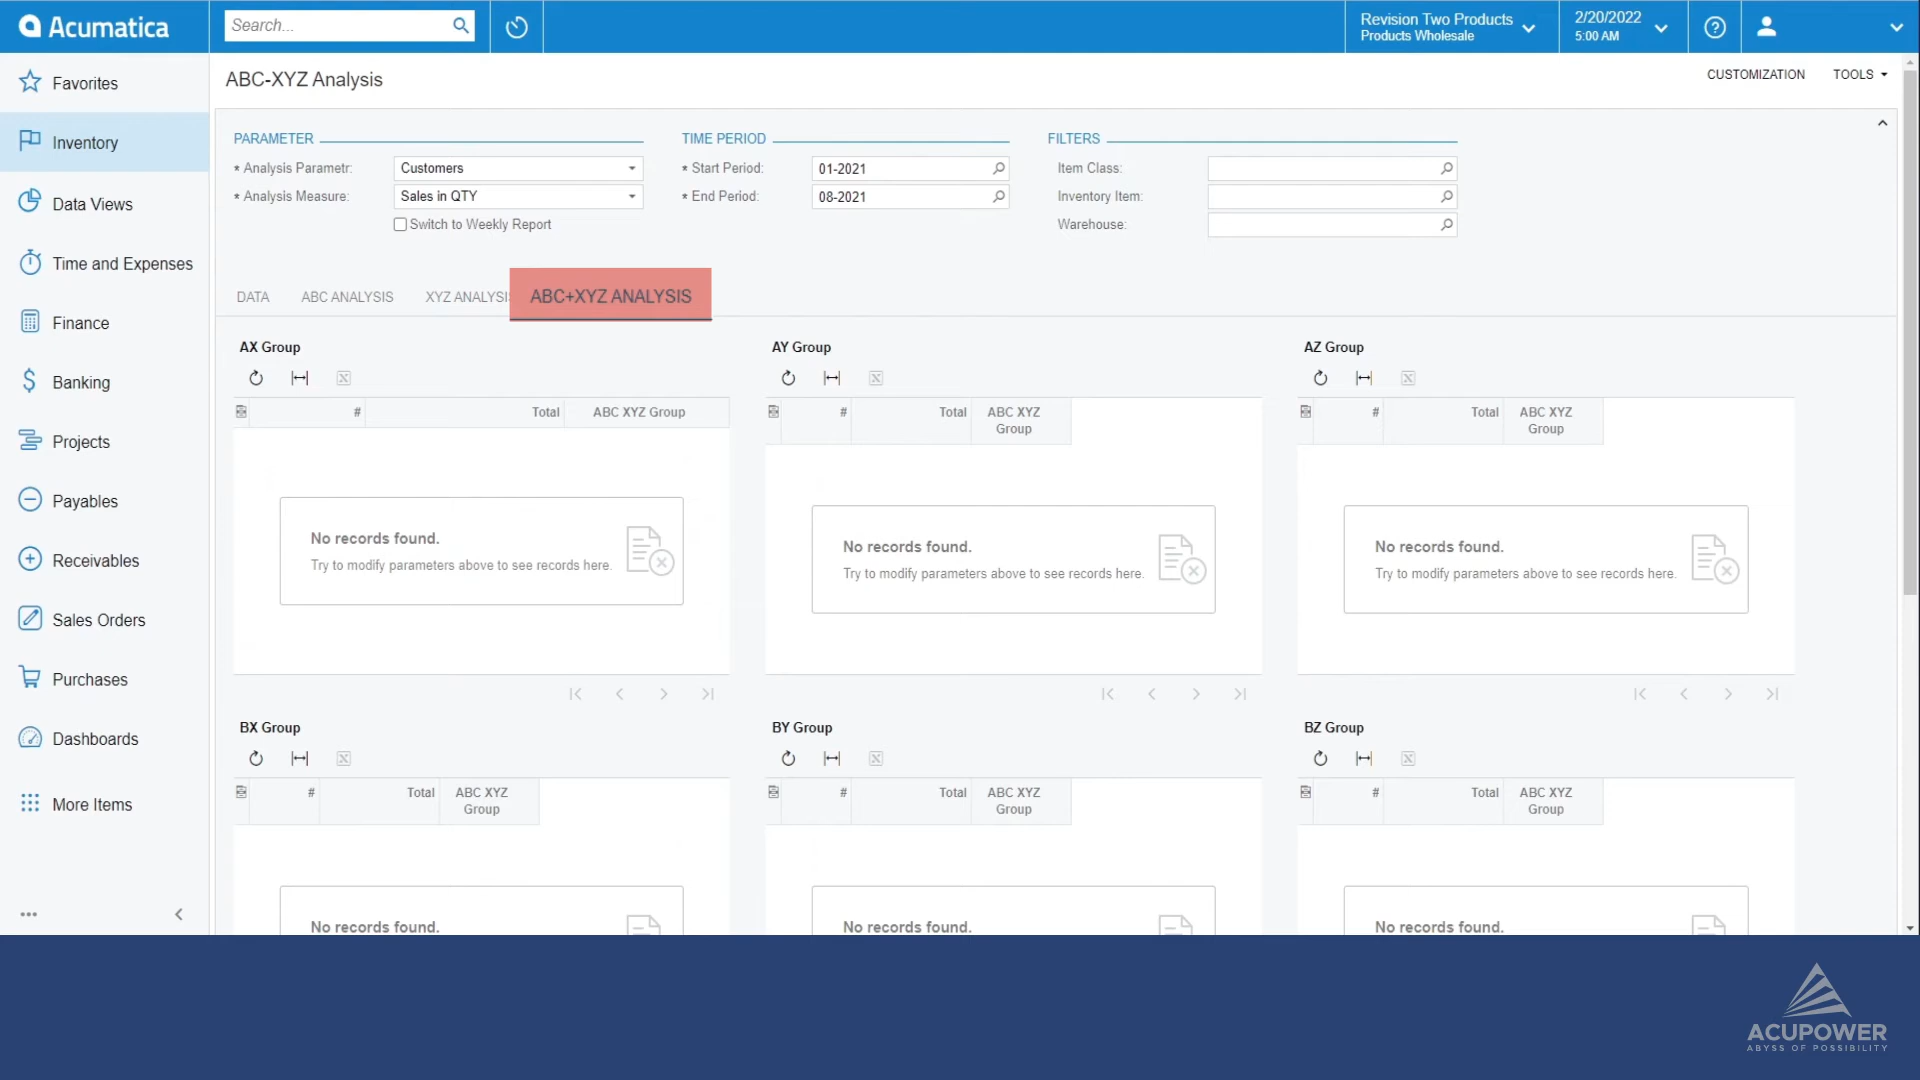 Acumatica
Search...
Revision Two Products
Products Wholesale
2/20/2022
5:00 AM
Favorites
Inventory
Data Views
Time and Expenses
Finance
Banking
Projects
Payables
Receivables
Sales Orders
Purchases
Dashboards
More Items
ABC-XYZ Analysis
CUSTOMIZATION
TOOLS
PARAMETER
* Analysis Parametr:
Customers
* Analysis Measure:
Sales in QTY
Switch to Weekly Report
TIME PERIOD
* Start Period:
01-2021
* End Period:
08-2021
FILTERS
Item Class:
Inventory Item:
Warehouse:
DATA
ABC ANALYSIS
XYZ ANALYSI
ABC+XYZ ANALYSIS
AX Group
# Total ABC XYZ Group
No records found.
Try to modify parameters above to see records here.
AY Group
# Total ABC XYZ
Group
No records found.
Try to modify parameters above to see records here.
AZ Group
# Total ABC XYZ
Group
No records found.
Try to modify parameters above to see records here.
BX Group
# Total ABC XYZ
Group
No records found.
BY Group
# Total ABC XYZ
Group
No records found.
BZ Group
# Total ABC XYZ
Group
No records found.
ACUPOWER
ABYSS OF POSSIBILITY